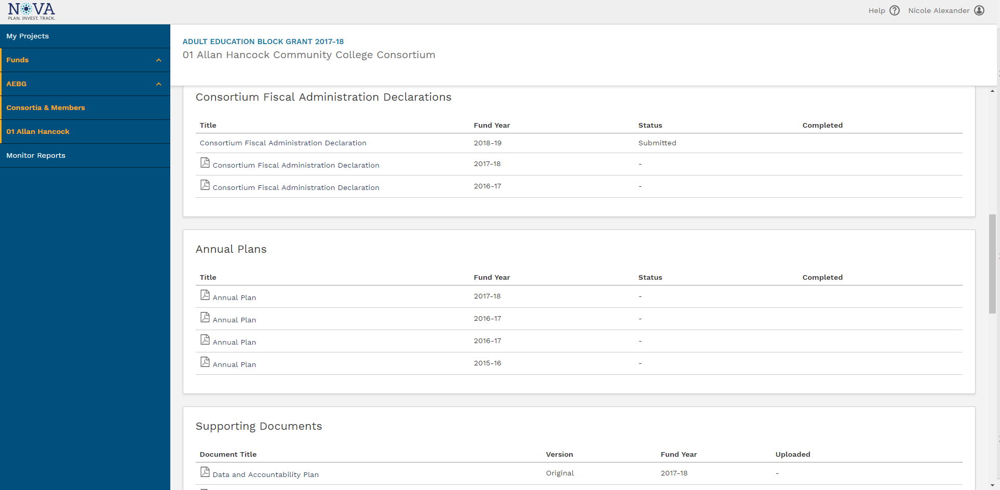 NOVA
PLAN. INVEST. TRACK.
Help ? Nicole Alexander
My Projects
Funds
AEBG
Consortia & Members
01 Allan Hancock
Monitor Reports
ADULT EDUCATION BLOCK GRANT 2017-18
01 Allan Hancock Community College Consortium
Consortium Fiscal Administration Declarations
Title Fund Year Status Completed
Consortium Fiscal Administration Declaration 2018-19 Submitted
Consortium Fiscal Administration Declaration 2017-18 -
Consortium Fiscal Administration Declaration 2016-17 -
Annual Plans
Title Fund Year Status Completed
Annual Plan 2017-18 -
Annual Plan 2016-17 -
Annual Plan 2016-17 -
Annual Plan 2015-16 -
Supporting Documents
Document Title Version Fund Year Uploaded
Data and Accountability Plan Original 2017-18 -